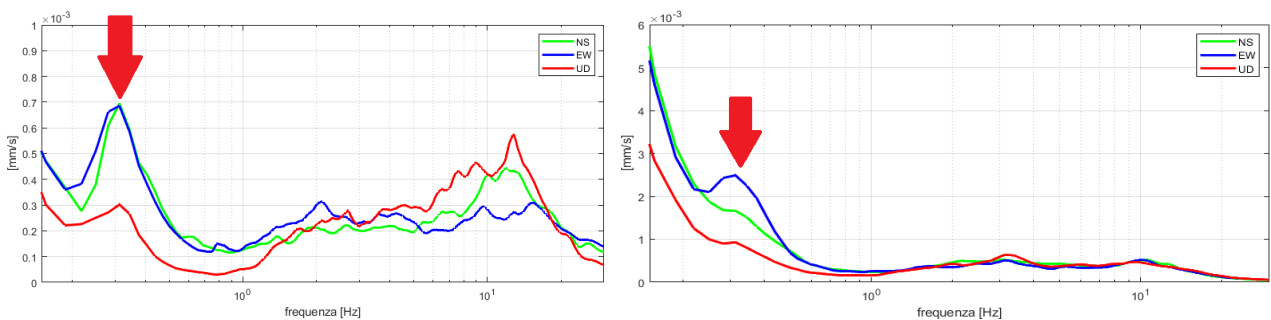 ×10⁻³
1
0.9
0.8
0.7
0.6
0.5
0.4
0.3
0.2
0.1
0
[mm/s]
NS
EW
UD
10⁰
10¹
frequenza [Hz]
×10⁻³
6
5
4
3
2
1
0
[mm/s]
NS
EW
UD
10⁰
10¹
frequenza [Hz]